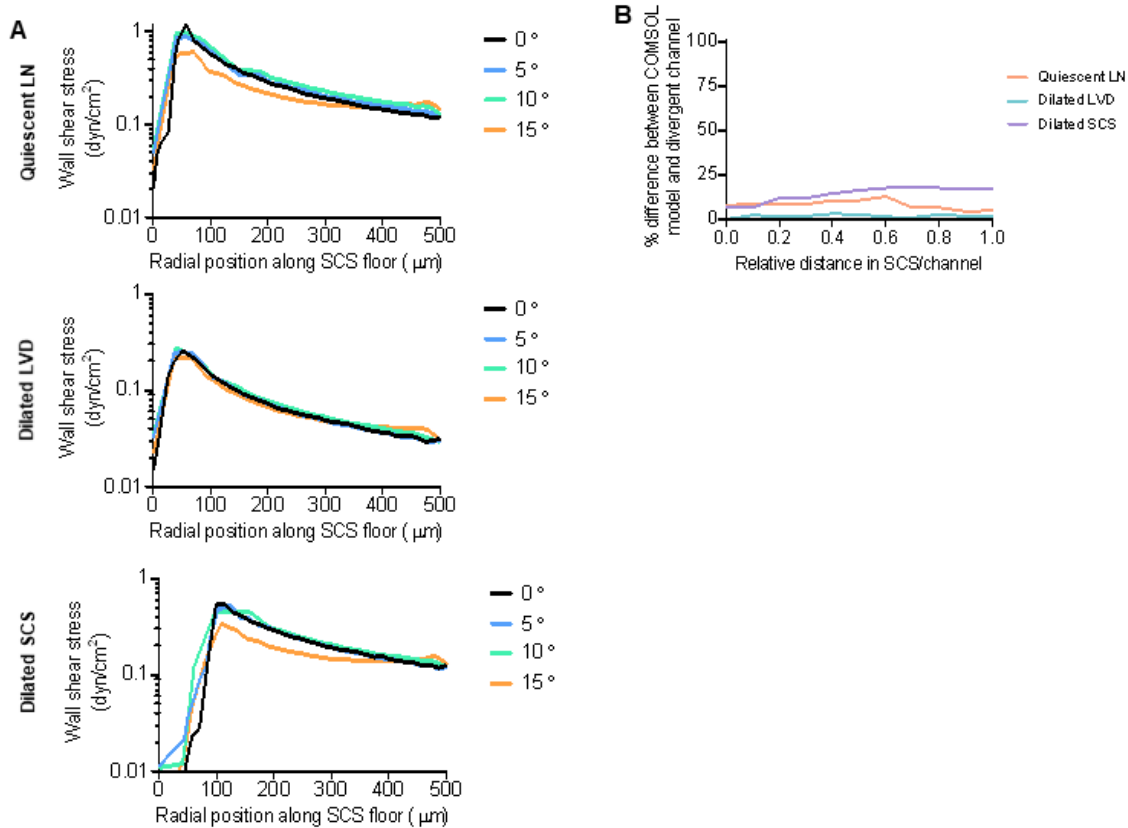 A
Quiescent LN
Wall shear stress
(dyn/cm²)
1
0.1
0.01
0 100 200 300 400 500
Radial position along SCS floor ( μm)
0 °
5 °
10 °
15 °
Dilated LVD
Wall shear stress
(dyn/cm²)
1
0.1
0.01
0 100 200 300 400 500
Radial position along SCS floor ( μm)
0 °
5 °
10 °
15 °
Dilated SCS
Wall shear stress
(dyn/cm²)
1
0.1
0.01
0 100 200 300 400 500
Radial position along SCS floor ( μm)
0 °
5 °
10 °
15 °
B
% difference between COMSOL
model and divergent channel
100
75
50
25
0
0.0 0.2 0.4 0.6 0.8 1.0
Relative distance in SCS/channel
Quiescent LN
Dilated LVD
Dilated SCS